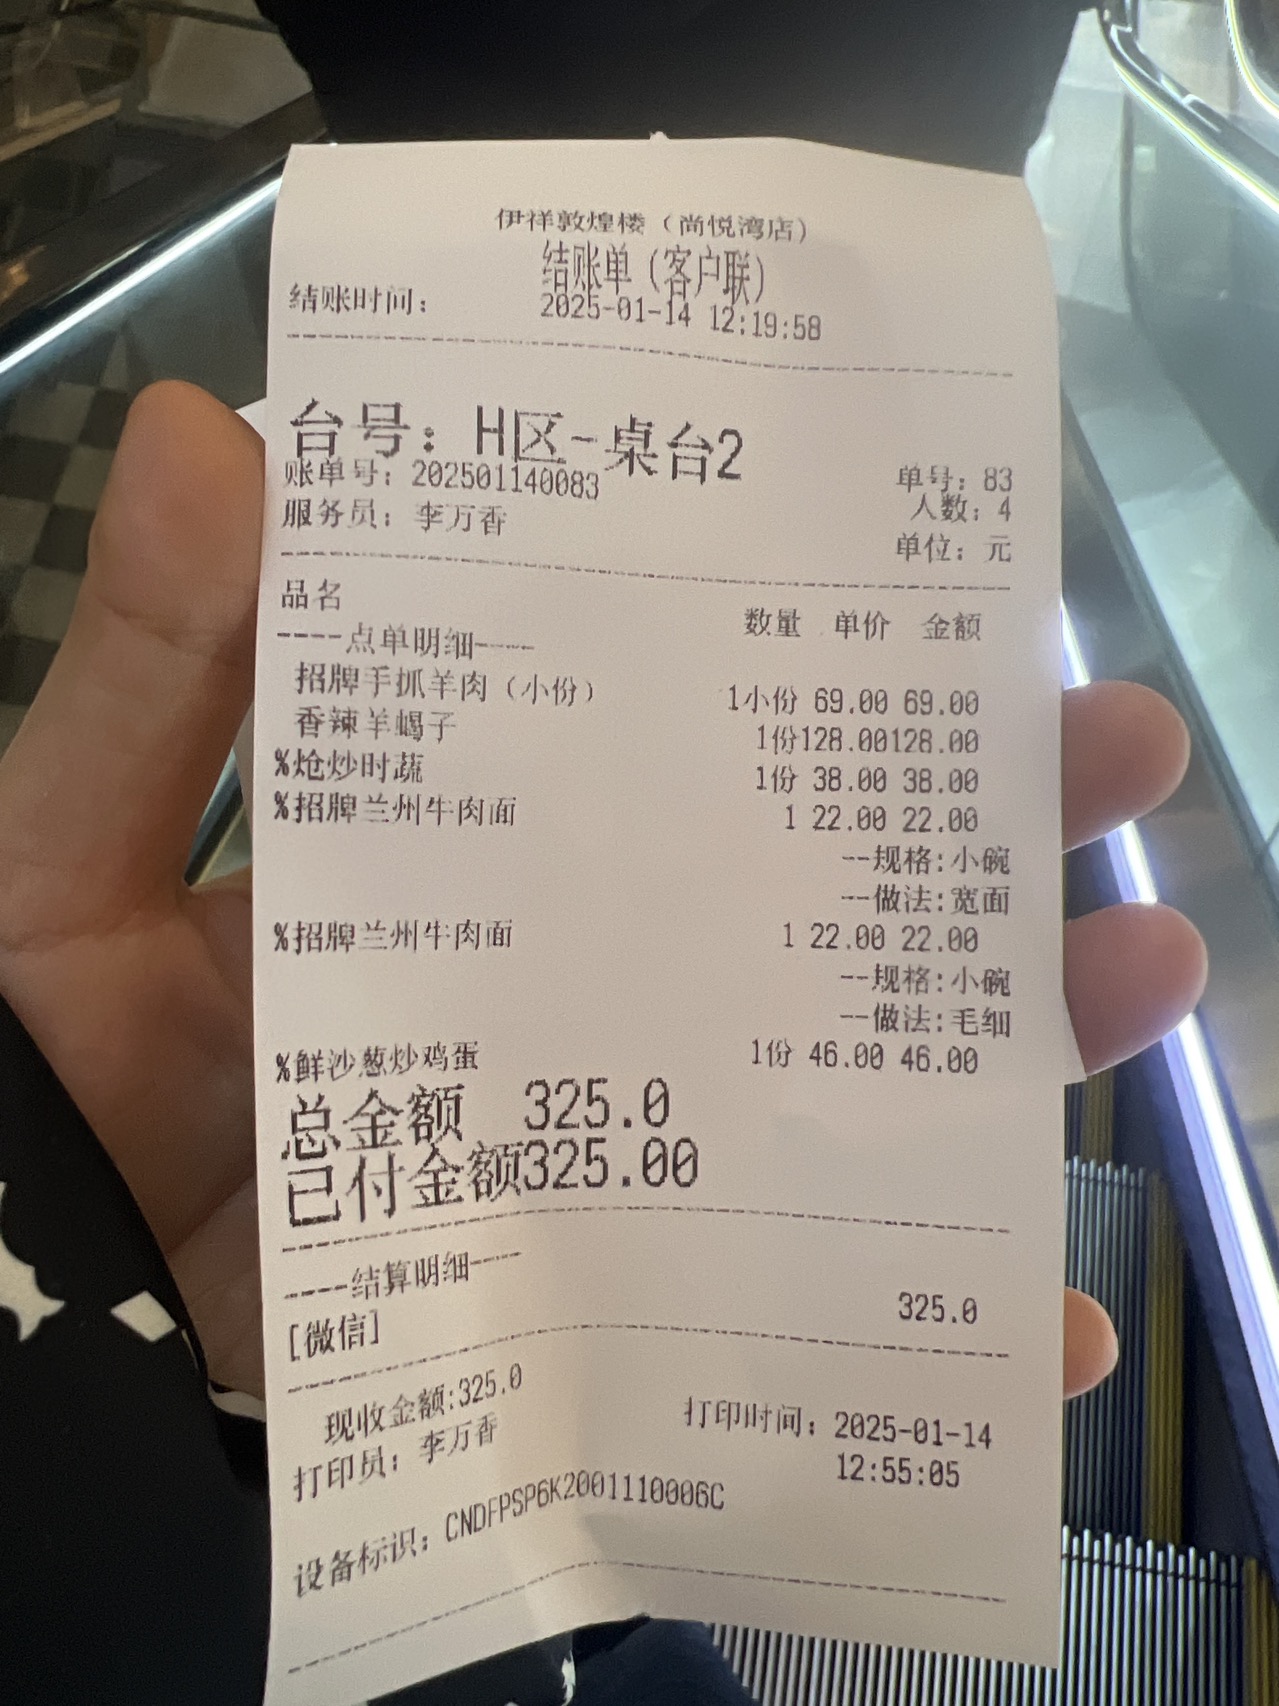 伊祥敦煌楼（尚悦湾店）
结账单（客户联）
结账时间： 2025-01-14 12:19:58
台号：H区-桌台2
账单号：202501140083 单号：83
服务员：李万香 人数：4
单位：元
品名 数量 单价 金额
----点单明细----
招牌手抓羊肉（小份） 1小份 69.00 69.00
香辣羊蝎子 1份128.00128.00
%炝炒时蔬 1份 38.00 38.00
%招牌兰州牛肉面 1 22.00 22.00
--规格:小碗
--做法:宽面
%招牌兰州牛肉面 1 22.00 22.00
--规格:小碗
--做法:毛细
%鲜沙葱炒鸡蛋 1份 46.00 46.00
总金额 325.0
已付金额325.00
----结算明细----
[微信] 325.0
现收金额:325.0
打印员：李万香 打印时间：2025-01-14
12:55:05
设备标识：CNDFPSP6K2001110006C